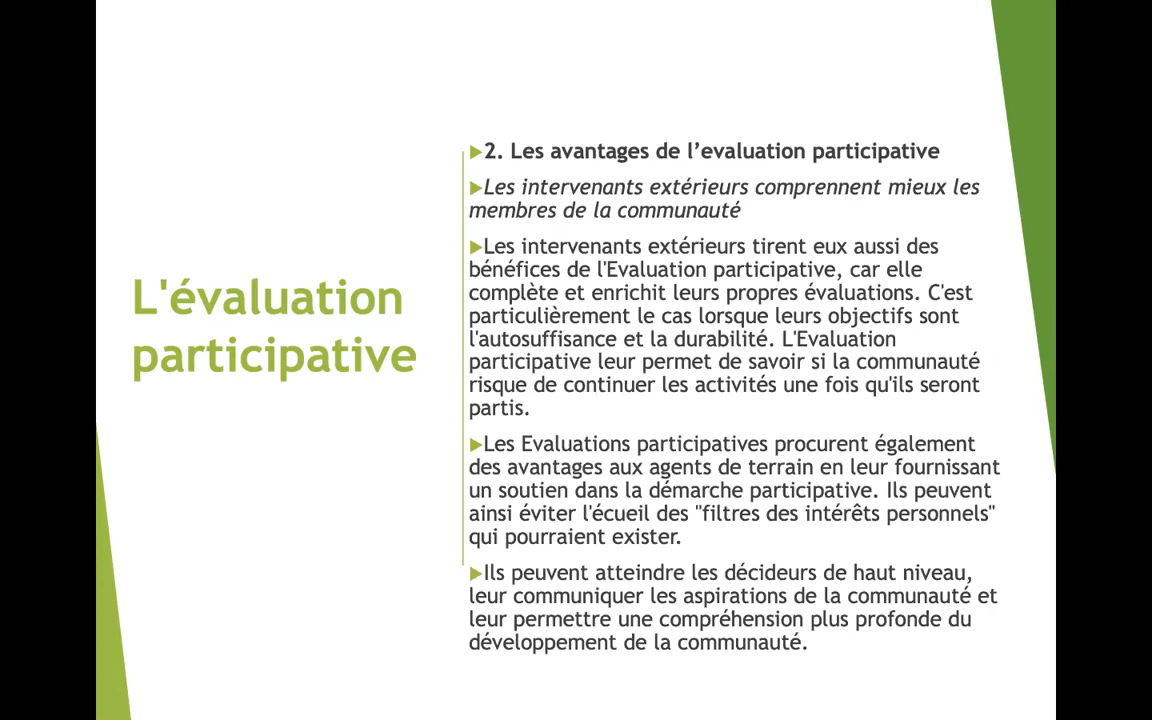 L'évaluation
participative
2. Les avantages de l’evaluation participative
Les intervenants extérieurs comprennent mieux les
membres de la communauté
Les intervenants extérieurs tirent eux aussi des
bénéfices de l'Evaluation participative, car elle
complète et enrichit leurs propres évaluations. C'est
particulièrement le cas lorsque leurs objectifs sont
l'autosuffisance et la durabilité. L'Evaluation
participative leur permet de savoir si la communauté
risque de continuer les activités une fois qu'ils seront
partis.
Les Evaluations participatives procurent également
des avantages aux agents de terrain en leur fournissant
un soutien dans la démarche participative. Ils peuvent
ainsi éviter l'écueil des "filtres des intérêts personnels"
qui pourraient exister.
Ils peuvent atteindre les décideurs de haut niveau,
leur communiquer les aspirations de la communauté et
leur permettre une compréhension plus profonde du
développement de la communauté.